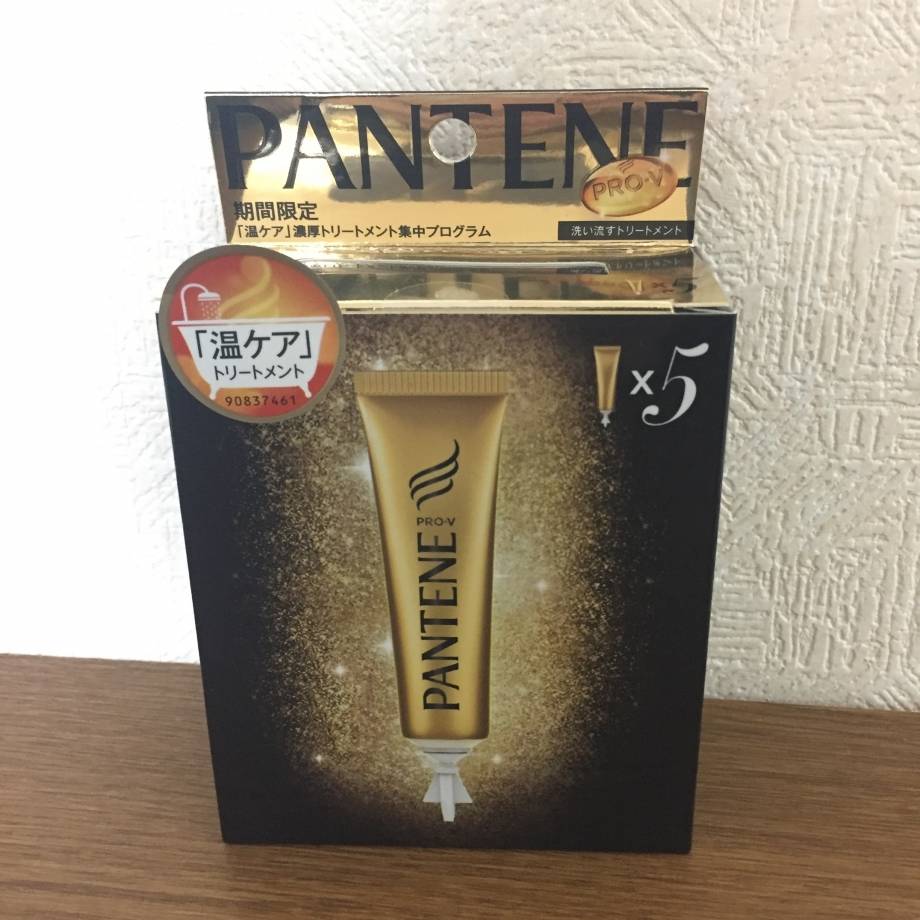 PANTENE
PRO-V
期間限定
「温ケア」濃厚トリートメント集中プログラム
洗い流すトリートメント
x5
「温ケア」
トリートメント
90837461
x5
PRO-V
PANTENE